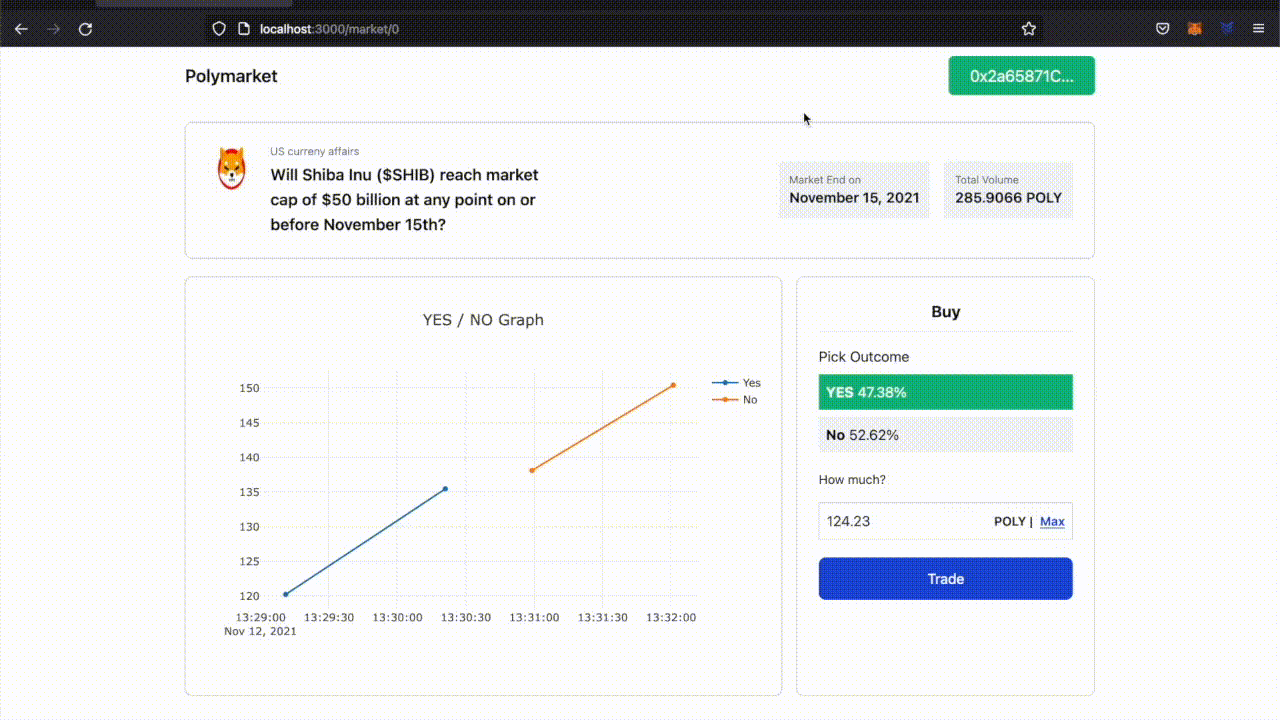 localhost:3000/market/0
Polymarket
0x2a65871C...
US curreny affairs
Will Shiba Inu ($SHIB) reach market
cap of $50 billion at any point on or
before November 15th?
Market End on
November 15, 2021
Total Volume
285.9066 POLY
YES / NO Graph
150
145
140
135
130
125
120
13:29:00 13:29:30 13:30:00 13:30:30 13:31:00 13:31:30 13:32:00
Nov 12, 2021
Yes
No
Buy
Pick Outcome
YES 47.38%
No 52.62%
How much?
124.23 POLY | Max
Trade